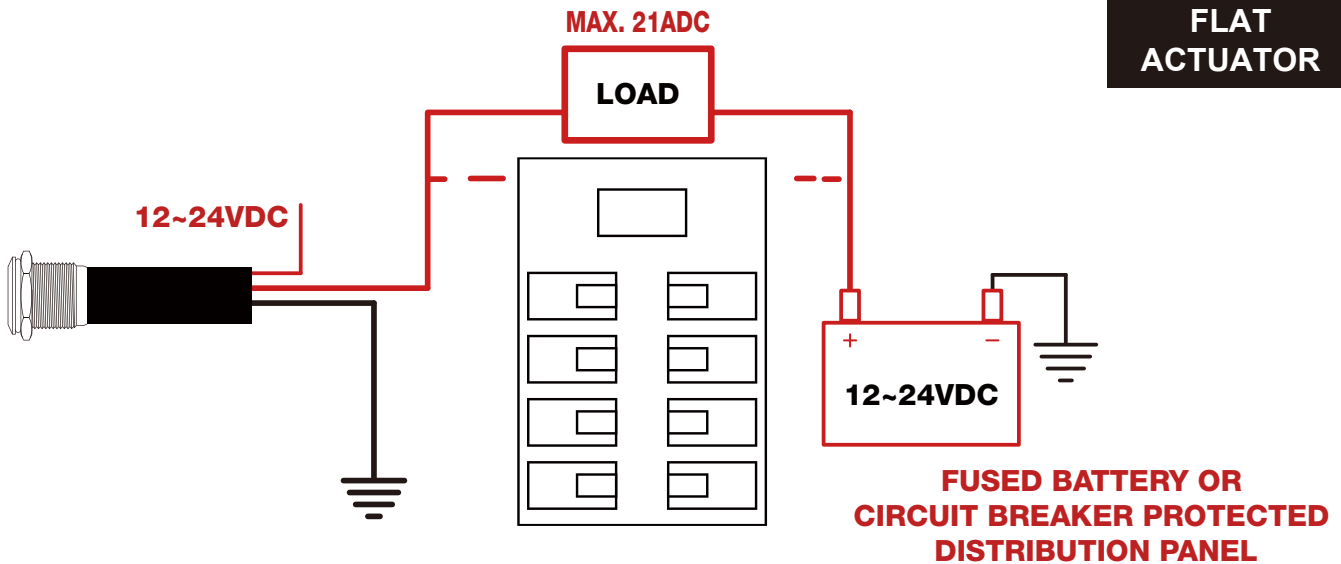 MAX. 21ADC
FLAT
ACTUATOR
LOAD
12~24VDC
+ −
12~24VDC
FUSED BATTERY OR
CIRCUIT BREAKER PROTECTED
DISTRIBUTION PANEL